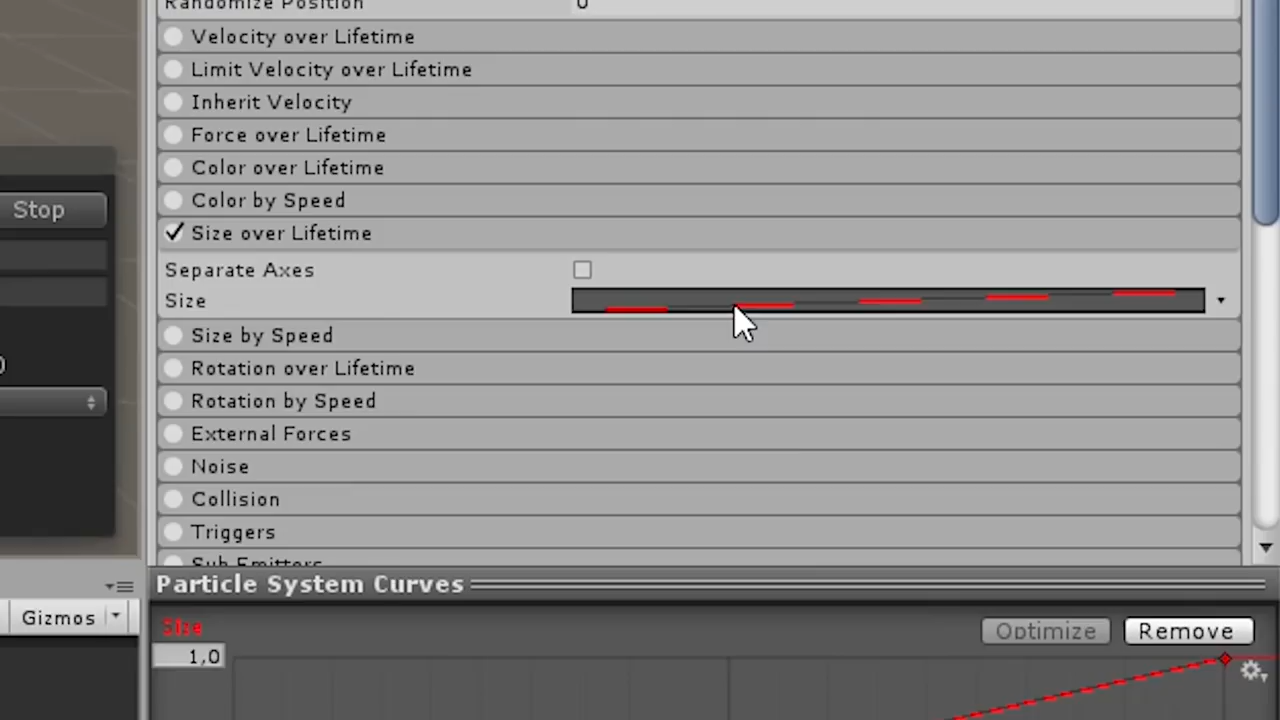 Randomize Position 0
Velocity over Lifetime
Limit Velocity over Lifetime
Inherit Velocity
Force over Lifetime
Color over Lifetime
Color by Speed
Stop
Size over Lifetime
Separate Axes
Size
Size by Speed
Rotation over Lifetime
Rotation by Speed
External Forces
Noise
Collision
Triggers
Sub Emitters
Particle System Curves
Gizmos
Size
Optimize
Remove
1,0